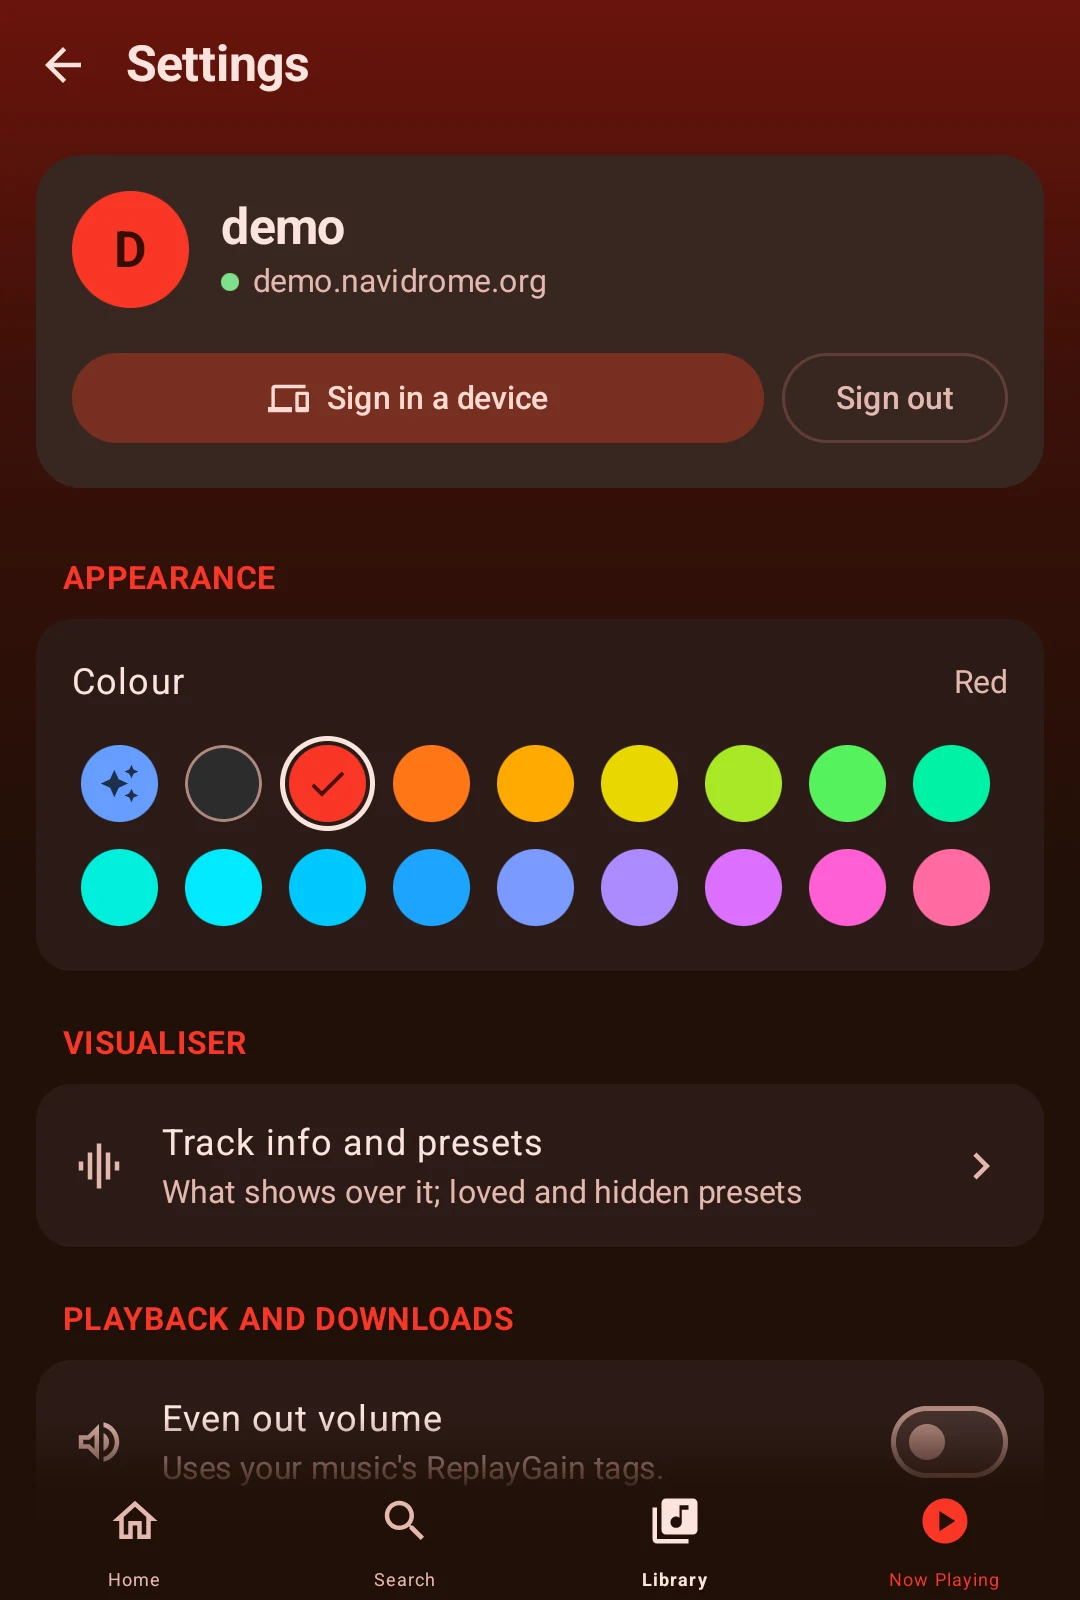 Settings
D
demo
demo.navidrome.org
Sign in a device
Sign out
APPEARANCE
Colour
Red
VISUALISER
Track info and presets
What shows over it; loved and hidden presets
PLAYBACK AND DOWNLOADS
Even out volume
Uses your music's ReplayGain tags.
Home
Search
Library
Now Playing